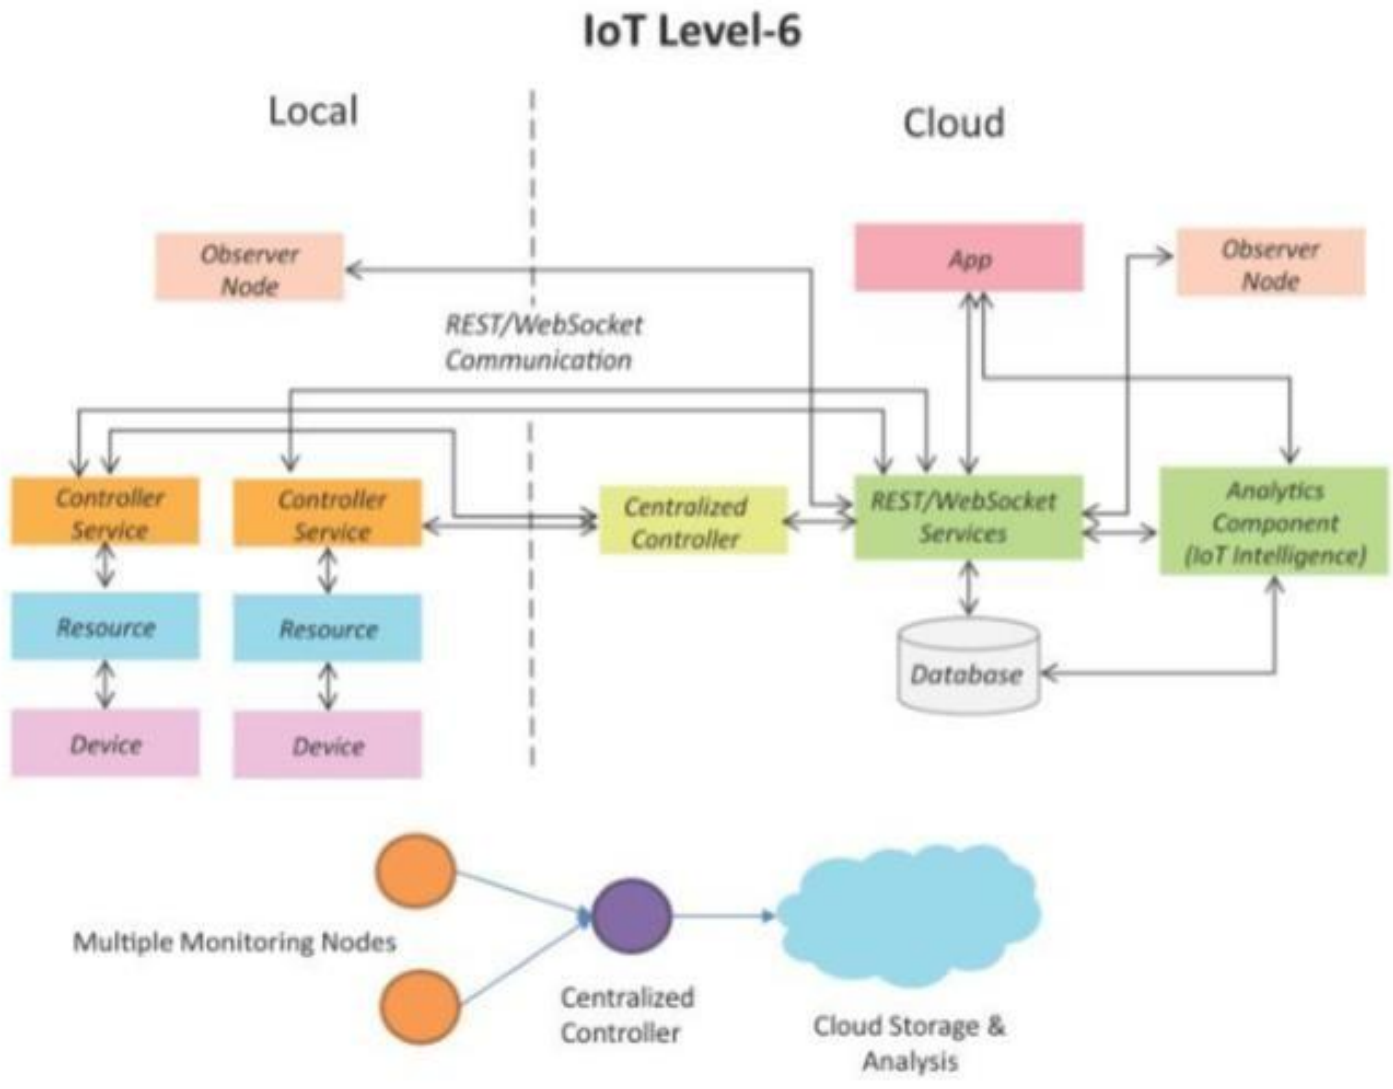 IoT Level-6
Local
Cloud
Observer
Node
App
Observer
Node
REST/WebSocket
Communication
Controller
Service
Controller
Service
Centralized
Controller
REST/WebSocket
Services
Analytics
Component
(IoT Intelligence)
Resource
Resource
Database
Device
Device
Multiple Monitoring Nodes
Centralized
Controller
Cloud Storage &
Analysis